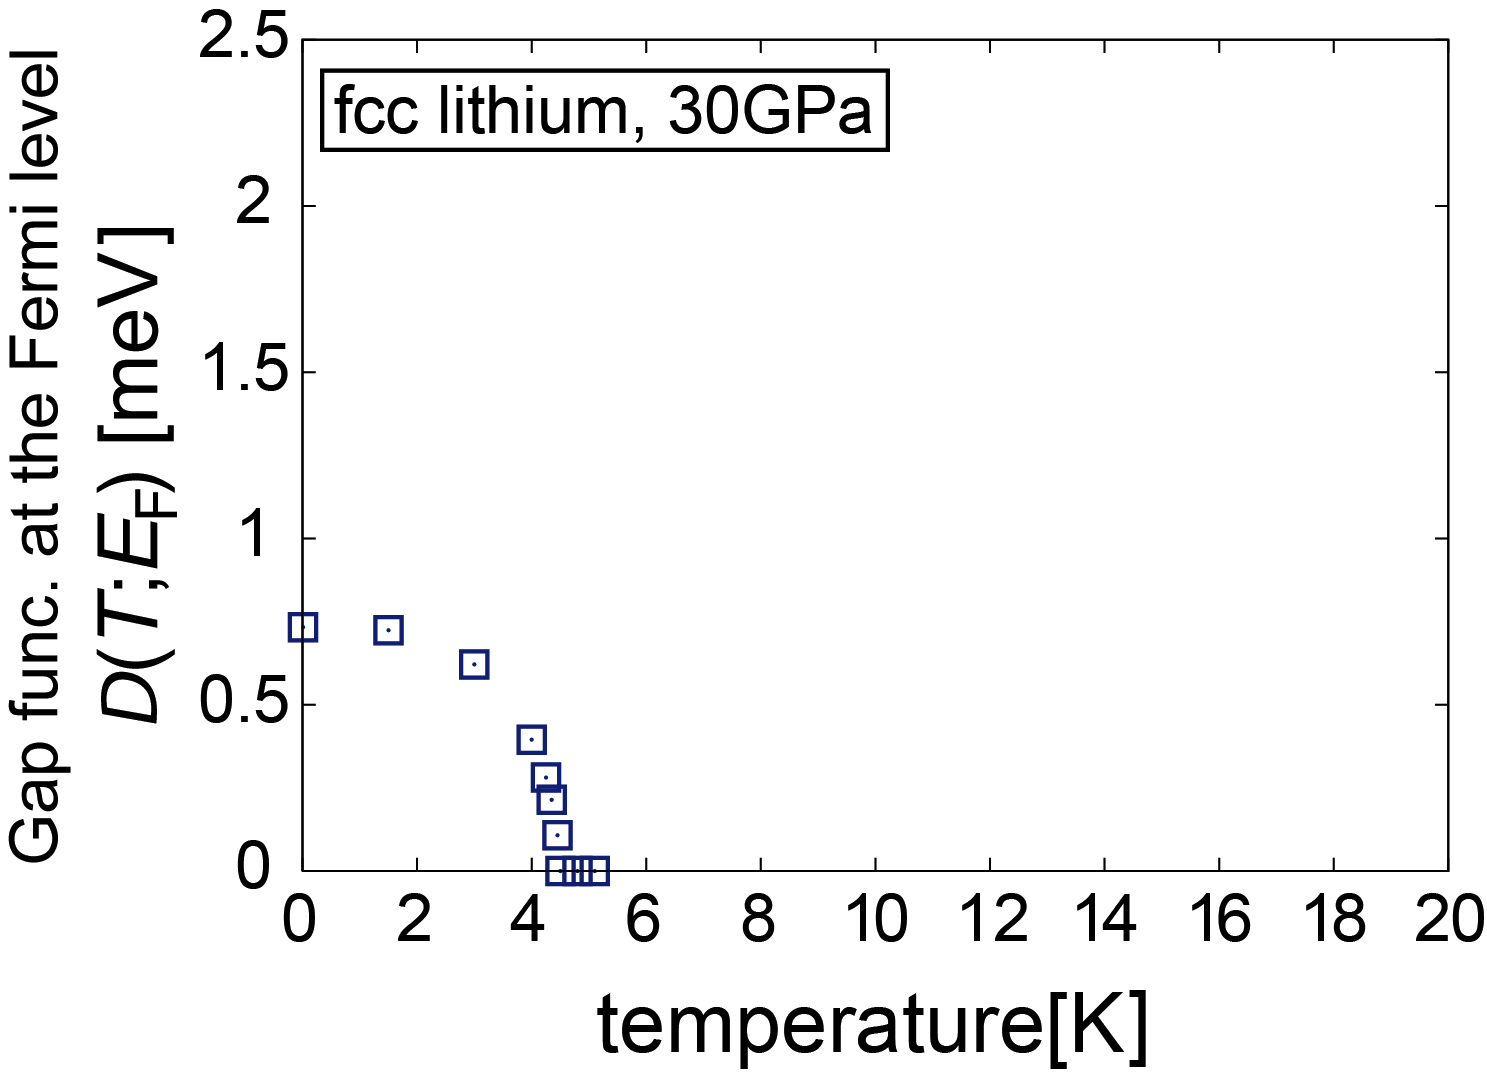 Gap func. at the Fermi level
D(T;EF) [meV]
2.5
2
1.5
1
0.5
0
fcc lithium, 30GPa
0 2 4 6 8 10 12 14 16 18 20
temperature[K]